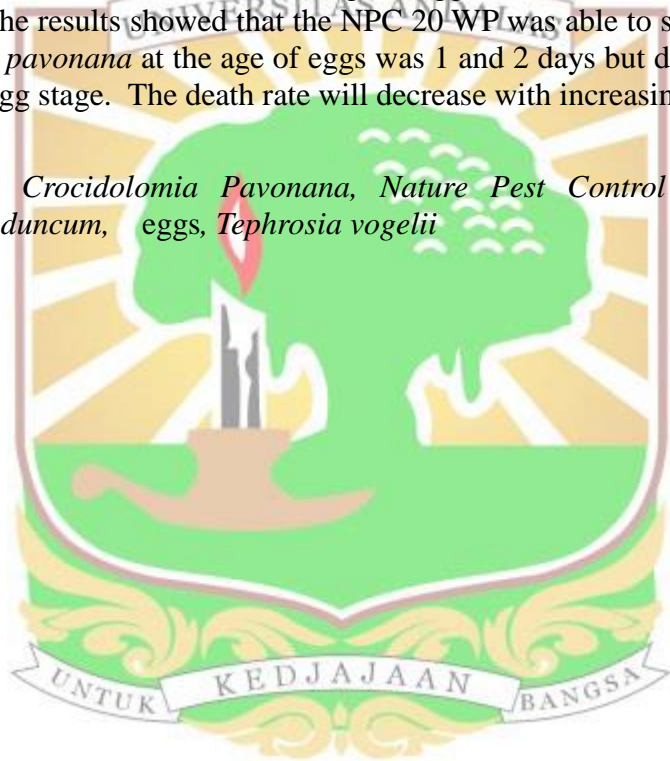 he results showed that the NPC 20 WP was able to s
UNIVERSITAS ANDALAS
pavonana at the age of eggs was 1 and 2 days but d
gg stage. The death rate will decrease with increasin
Crocidolomia Pavonana, Nature Pest Control
duncum, eggs, Tephrosia vogelii
UNTUK KEDJAJAAN BANGSA